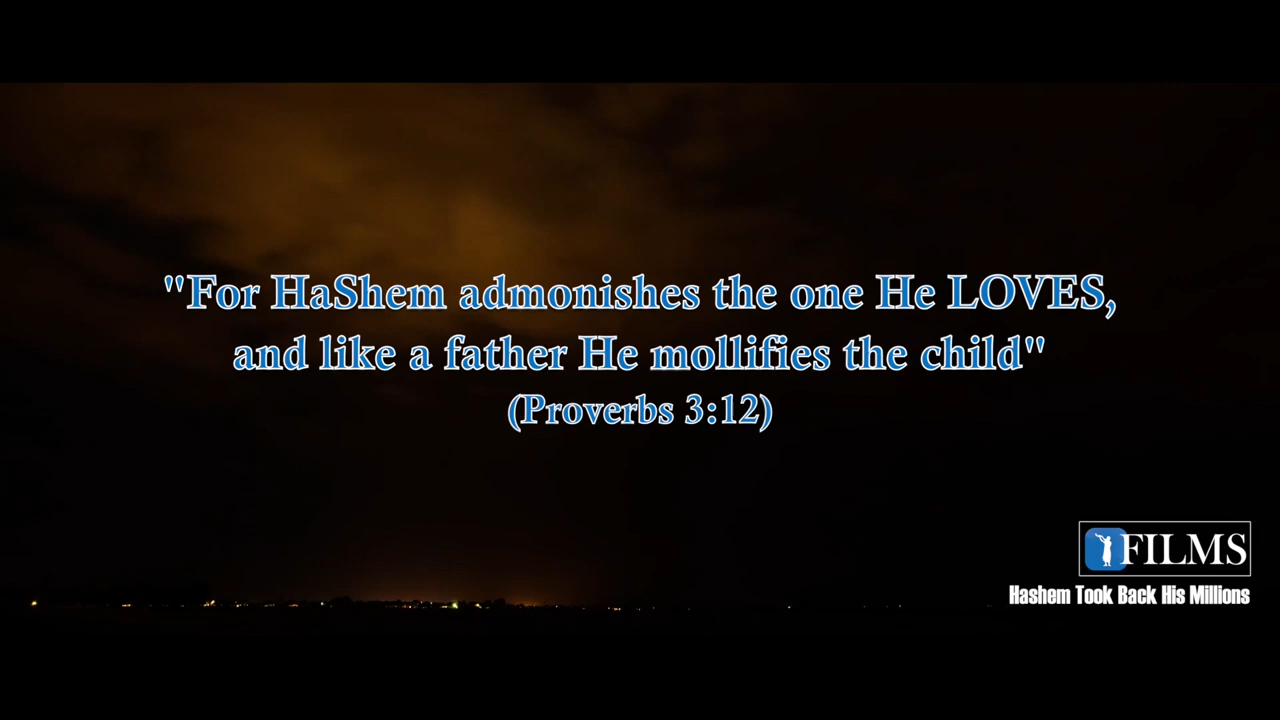 "For HaShem admonishes the one He LOVES,
and like a father He mollifies the child"
(Proverbs 3:12)
FILMS
Hashem Took Back His Millions